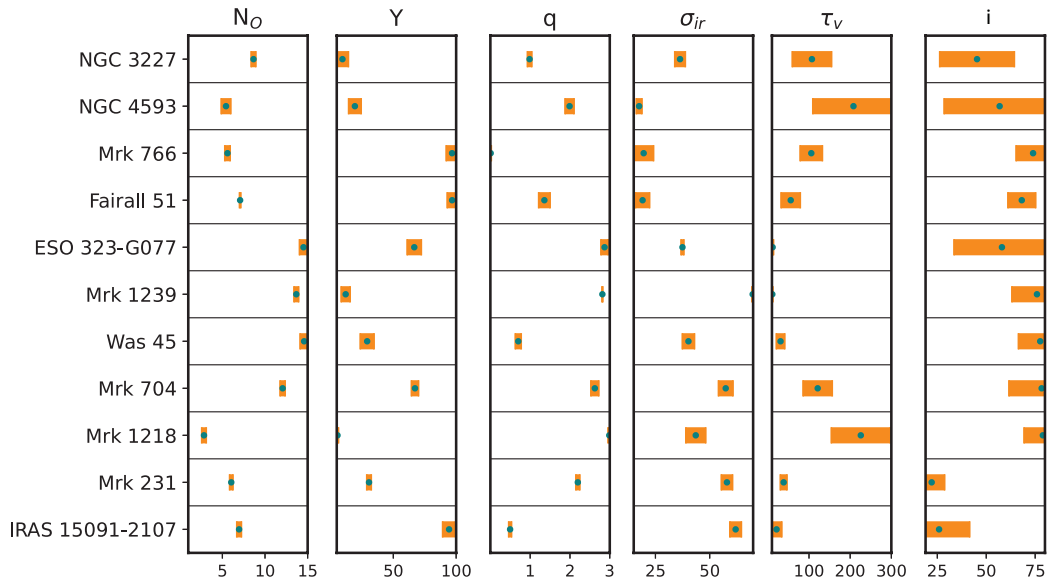 N_O Y q σ_ir τ_v i
NGC 3227
NGC 4593
Mrk 766
Fairall 51
ESO 323-G077
Mrk 1239
Was 45
Mrk 704
Mrk 1218
Mrk 231
IRAS 15091-2107
5 10 15 50 100 0 1 2 3 25 50 0 100 200 300 25 50 75